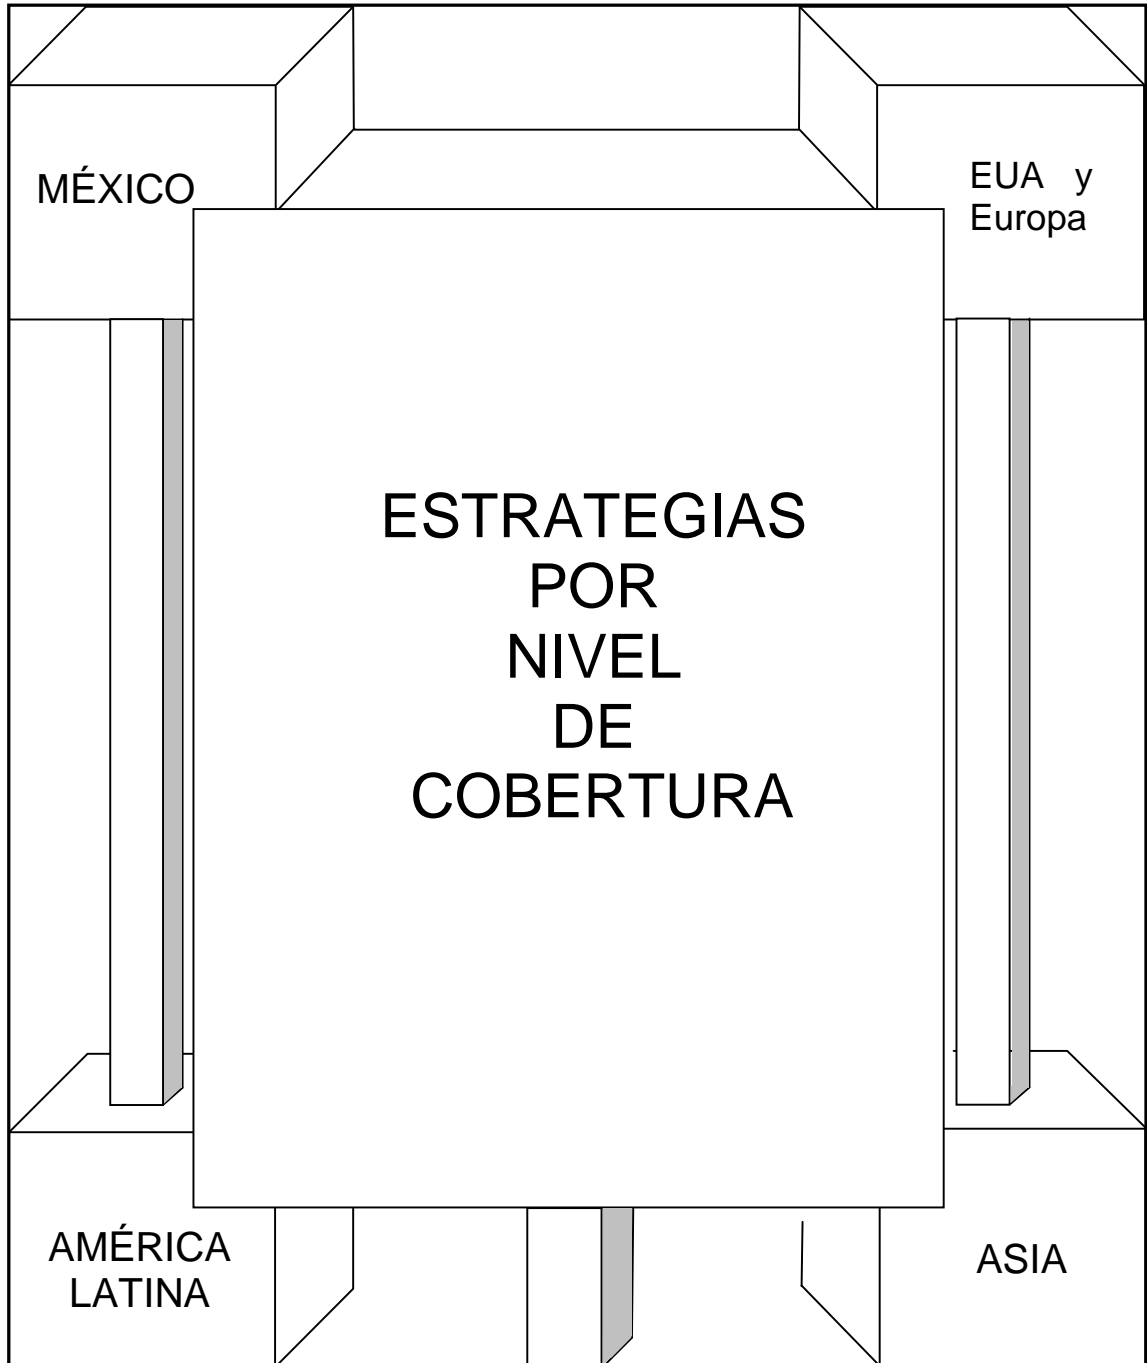 MÉXICO
EUA y
Europa
ESTRATEGIAS
POR
NIVEL
DE
COBERTURA
AMÉRICA
LATINA
ASIA